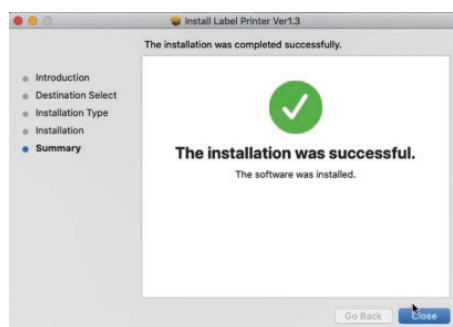 Install Label Printer Ver1.3
The installation was completed successfully.
Introduction
Destination Select
Installation Type
Installation
Summary
The installation was successful.
The software was installed.
Go Back
Close